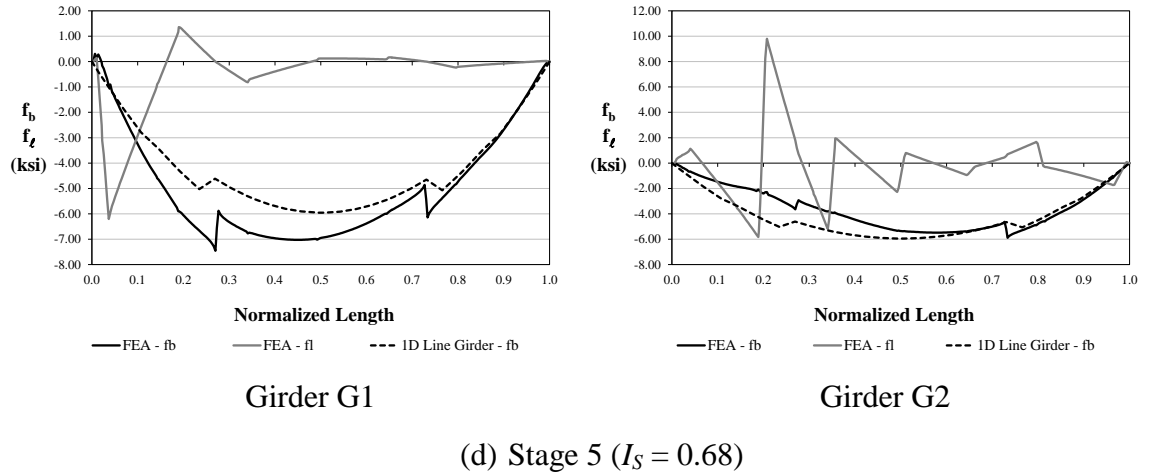 2.00
1.00
0.00
-1.00
-2.00
-3.00
-4.00
-5.00
-6.00
-7.00
-8.00
f_b
f_ℓ
(ksi)
0.0 0.1 0.2 0.3 0.4 0.5 0.6 0.7 0.8 0.9 1.0
Normalized Length
FEA - fb FEA - fl 1D Line Girder - fb
Girder G1
12.00
10.00
8.00
6.00
4.00
2.00
0.00
-2.00
-4.00
-6.00
-8.00
f_b
f_ℓ
(ksi)
0.0 0.1 0.2 0.3 0.4 0.5 0.6 0.7 0.8 0.9 1.0
Normalized Length
FEA - fb FEA - fl 1D Line Girder - fb
Girder G2
(d) Stage 5 (I_S = 0.68)